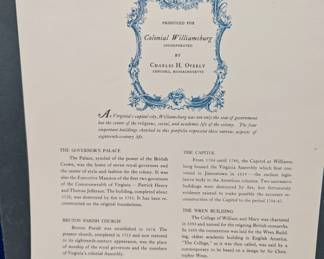 PRODUCED FOR
Colonial Williamsburg
INCORPORATED
BY
CHARLES H. OVERLY
CONCORD, MASSACHUSETTS
As Virginia's capital city, Williamsburg was not only the seat of government
but the center of the religious, social, and academic life of the colony. The four
important buildings sketched in this portfolio represent these various aspects of
eighteenth-century life.
THE GOVERNOR'S PALACE
The Palace, symbol of the power of the British
Crown, was the home of seven royal governors and
the center of style and fashion for the colony. It was
also the Executive Mansion of the first two governors
of the Commonwealth of Virginia – Patrick Henry
and Thomas Jefferson. The building, completed about
1720, was destroyed by fire in 1781. It has been re-
constructed on the original foundations.
BRUTON PARISH CHURCH
Bruton Parish was established in 1674. The
present church, completed in 1715 and now restored
to its eighteenth-century appearance, was the place
of worship of the royal governors and the members
of Virginia's colonial Assembly.
THE CAPITOL
From 1704 until 1780, the Capitol at Williams
burg housed the Virginia Assembly which first con
vened in Jamestown in 1619 – the earliest legis
lative body in the American colonies. Two successive
buildings were destroyed by fire, but fortunately
evidence existed to make possible the accurate re
construction of the Capitol to the period 1704-47.
THE WREN BUILDING
The College of William and Mary was chartered
in 1693 and named for the reigning British monarchs.
In 1695 the cornerstone was laid for the Wren Build
ing, oldest academic building in English America.
"The College," as it was then called, was said by a
contemporary to be based on a design by Sir Chris
topher Wren.